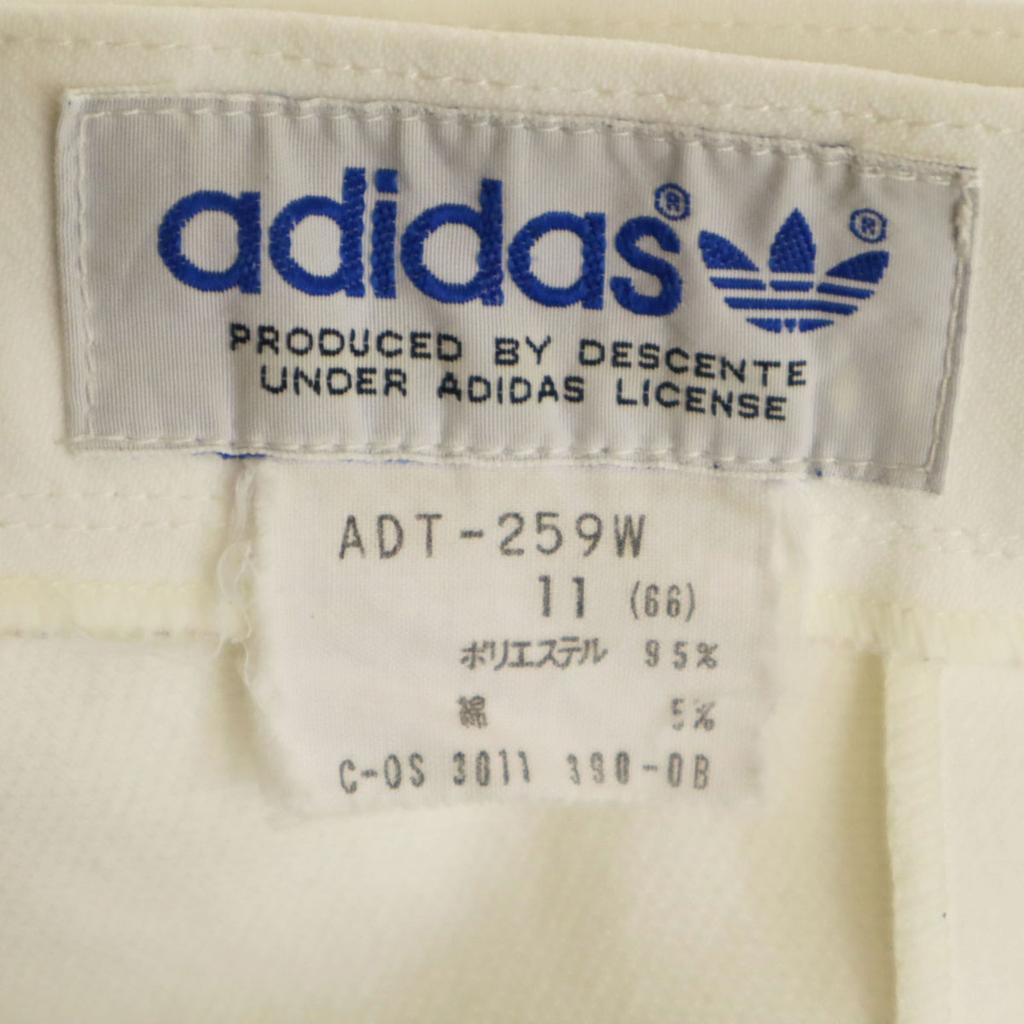 adidas® ®
PRODUCED BY DESCENTE
UNDER ADIDAS LICENSE
ADT-259W
11 (66)
ポリエステル 95%
綿 5%
C-OS 3011 390-0B